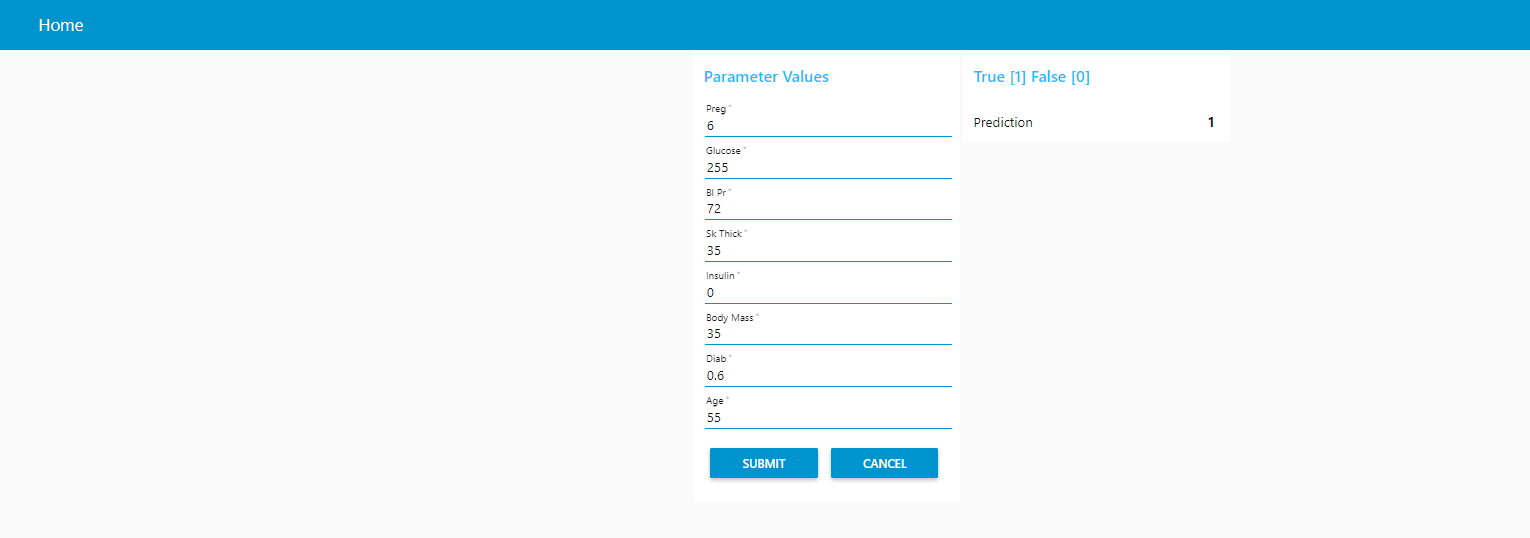 Home
Parameter Values
Preg *
6
Glucose *
255
Bl Pr *
72
Sk Thick *
35
Insulin *
0
Body Mass *
35
Diab *
0.6
Age *
55
SUBMIT CANCEL
True [1] False [0]
Prediction 1